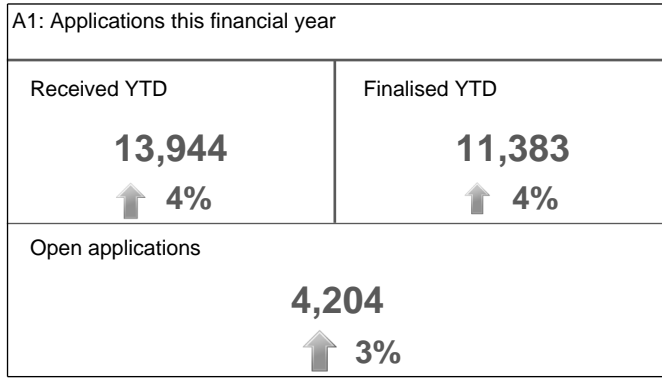 A1: Applications this financial year
Received YTD
13,944
4%
Finalised YTD
11,383
4%
Open applications
4,204
3%